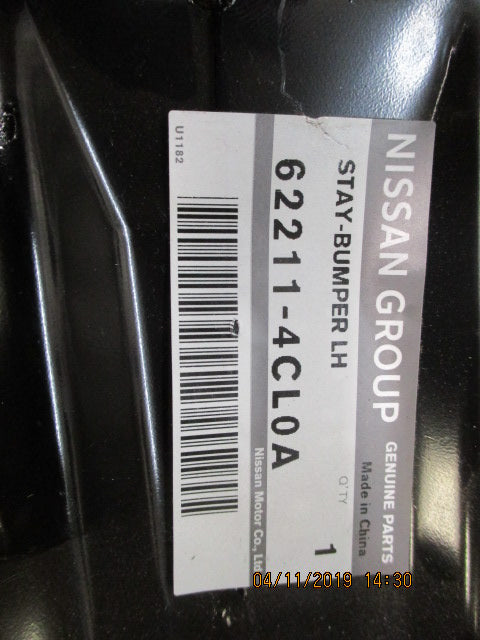 NISSAN GROUP GENUINE PARTS
Made in China
STAY-BUMPER LH
Q'TY 1
62211-4CL0A
Nissan Motor Co., Ltd
U1182
04/11/2019 14:30